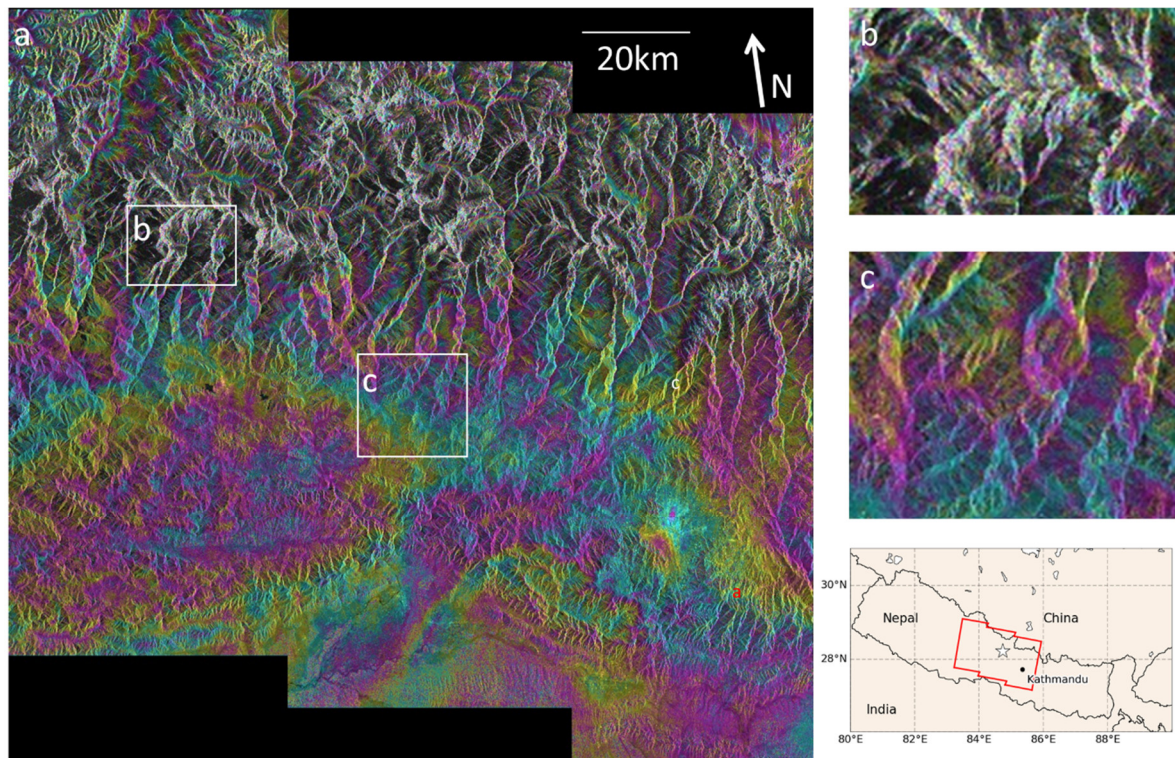 a
20km
N
b
c
c
a
b
c
30°N
Nepal
China
28°N
Kathmandu
India
80°E
82°E
84°E
86°E
88°E